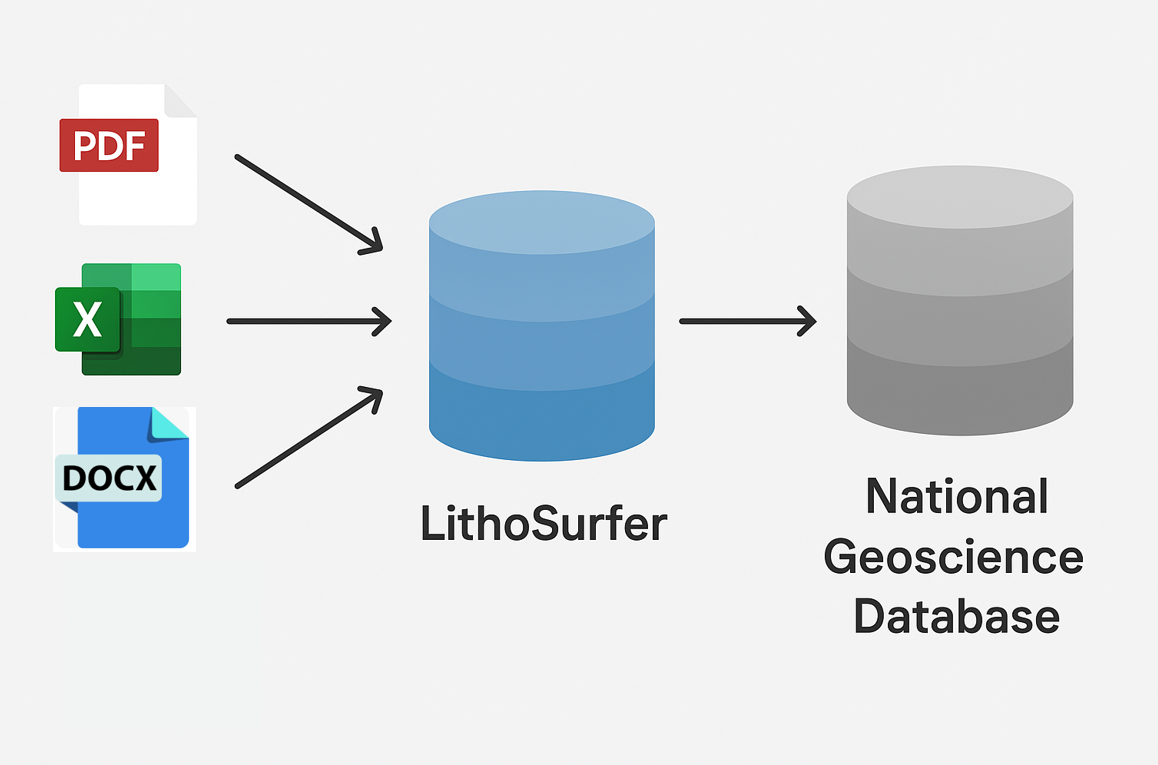 PDF
X
DOCX
LithoSurfer
National
Geoscience
Database